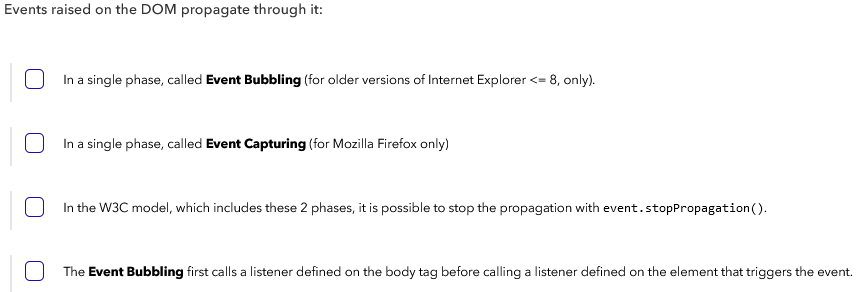 Events raised on the DOM propagate through it:
In a single phase, called Event Bubbling (for older versions of Internet Explorer <= 8, only).
In a single phase, called Event Capturing (for Mozilla Firefox only)
In the W3C model, which includes these 2 phases, it is possible to stop the propagation with event.stopPropagation().
The Event Bubbling first calls a listener defined on the body tag before calling a listener defined on the element that triggers the event.